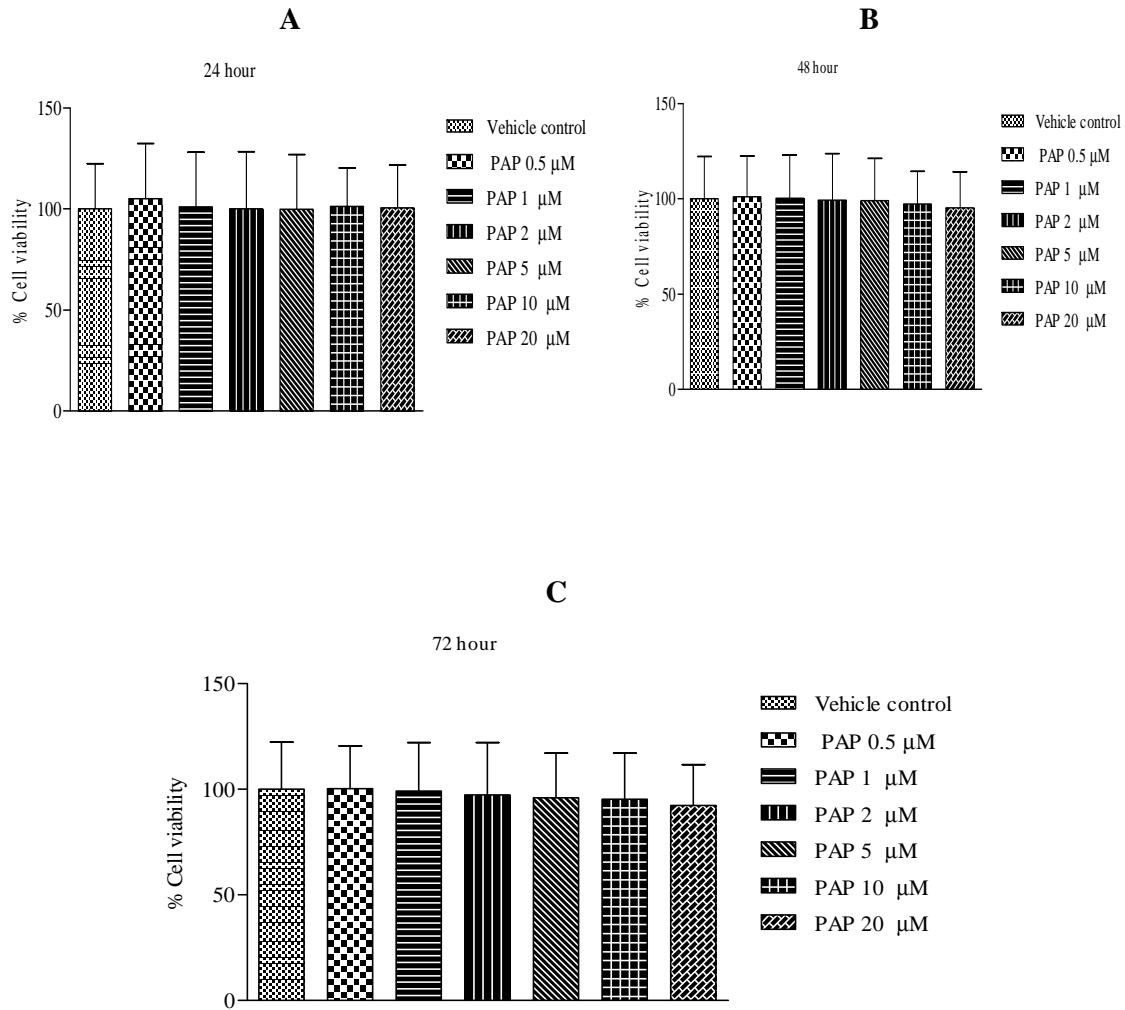 A
24 hour
150
100
50
0
% Cell viability
Vehicle control
PAP 0.5 µM
PAP 1 µM
PAP 2 µM
PAP 5 µM
PAP 10 µM
PAP 20 µM
B
48 hour
150
100
50
0
% Cell viability
Vehicle control
PAP 0.5 µM
PAP 1 µM
PAP 2 µM
PAP 5 µM
PAP 10 µM
PAP 20 µM
C
72 hour
150
100
50
0
% Cell viability
Vehicle control
PAP 0.5 µM
PAP 1 µM
PAP 2 µM
PAP 5 µM
PAP 10 µM
PAP 20 µM